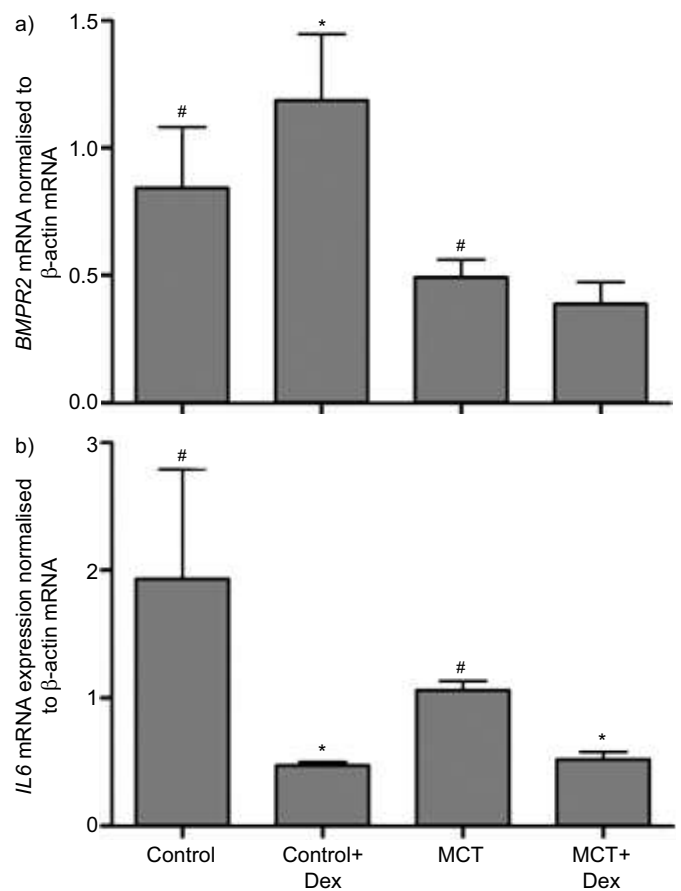 a)
BMPR2 mRNA normalised to
β-actin mRNA
1.5
1.0
0.5
0.0
#
*
#
b)
IL6 mRNA expression normalised
to β-actin mRNA
3
2
1
0
#
*
#
*
Control
Control+
Dex
MCT
MCT+
Dex